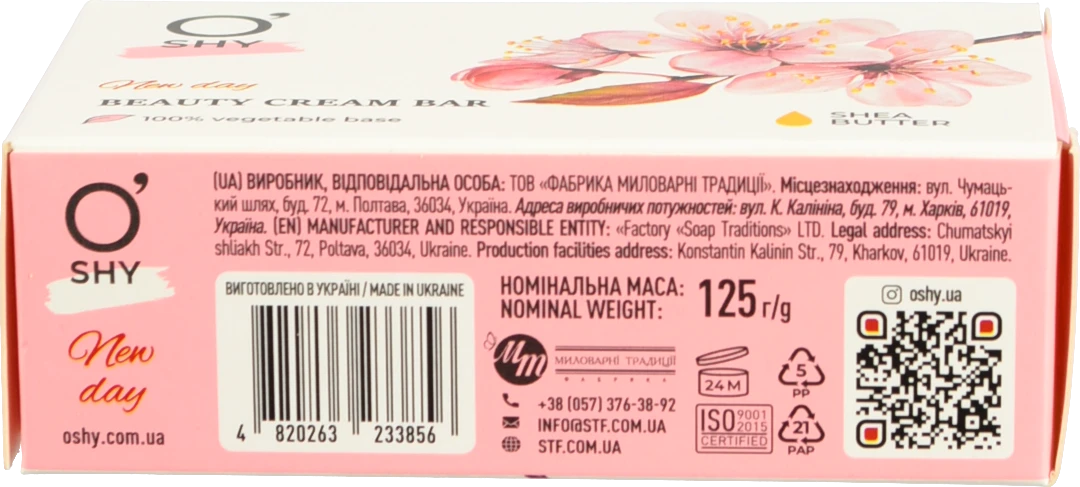 O’
SHY
New day
BEAUTY CREAM BAR
100% vegetable base
SHEA
BUTTER
O’
SHY
New
day
oshy.com.ua
(UA) ВИРОБНИК, ВІДПОВІДАЛЬНА ОСОБА: ТОВ «ФАБРИКА МИЛОВАРНІ ТРАДИЦІЇ». Місцезнаходження: вул. Чумаць-
кий шлях, буд. 72, м. Полтава, 36034, Україна. Адреса виробничих потужностей: вул. К. Калініна, буд. 79, м. Харків, 61019,
Україна. (EN) MANUFACTURER AND RESPONSIBLE ENTITY: «Factory «Soap Traditions» LTD. Legal address: Chumatskyi
shliakh Str., 72, Poltava, 36034, Ukraine. Production facilities address: Konstantin Kalinin Str., 79, Kharkov, 61019, Ukraine.
ВИГОТОВЛЕНО В УКРАЇНІ / MADE IN UKRAINE
4 820263 233856
НОМІНАЛЬНА МАСА:
NOMINAL WEIGHT:
125 г/g
МТ
МИЛОВАРНІ ТРАДИЦІЇ
ФАБРИКА
+38 (057) 376-38-92
INFO@STF.COM.UA
STF.COM.UA
24 M
ISO 9001
2015
CERTIFIED
5
PP
21
PAP
oshy.ua